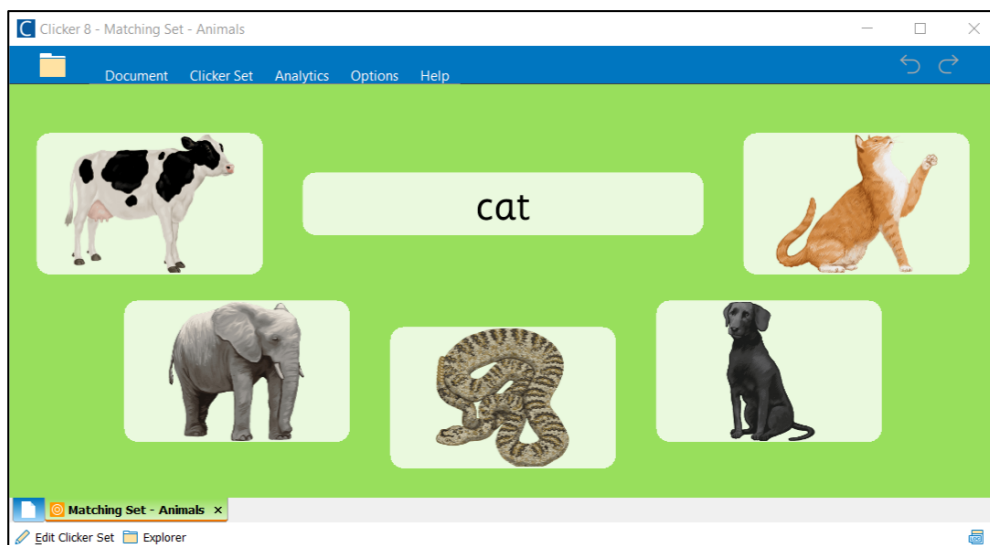 Clicker 8 - Matching Set - Animals
Document Clicker Set Analytics Options Help
cat
Matching Set - Animals
Edit Clicker Set Explorer